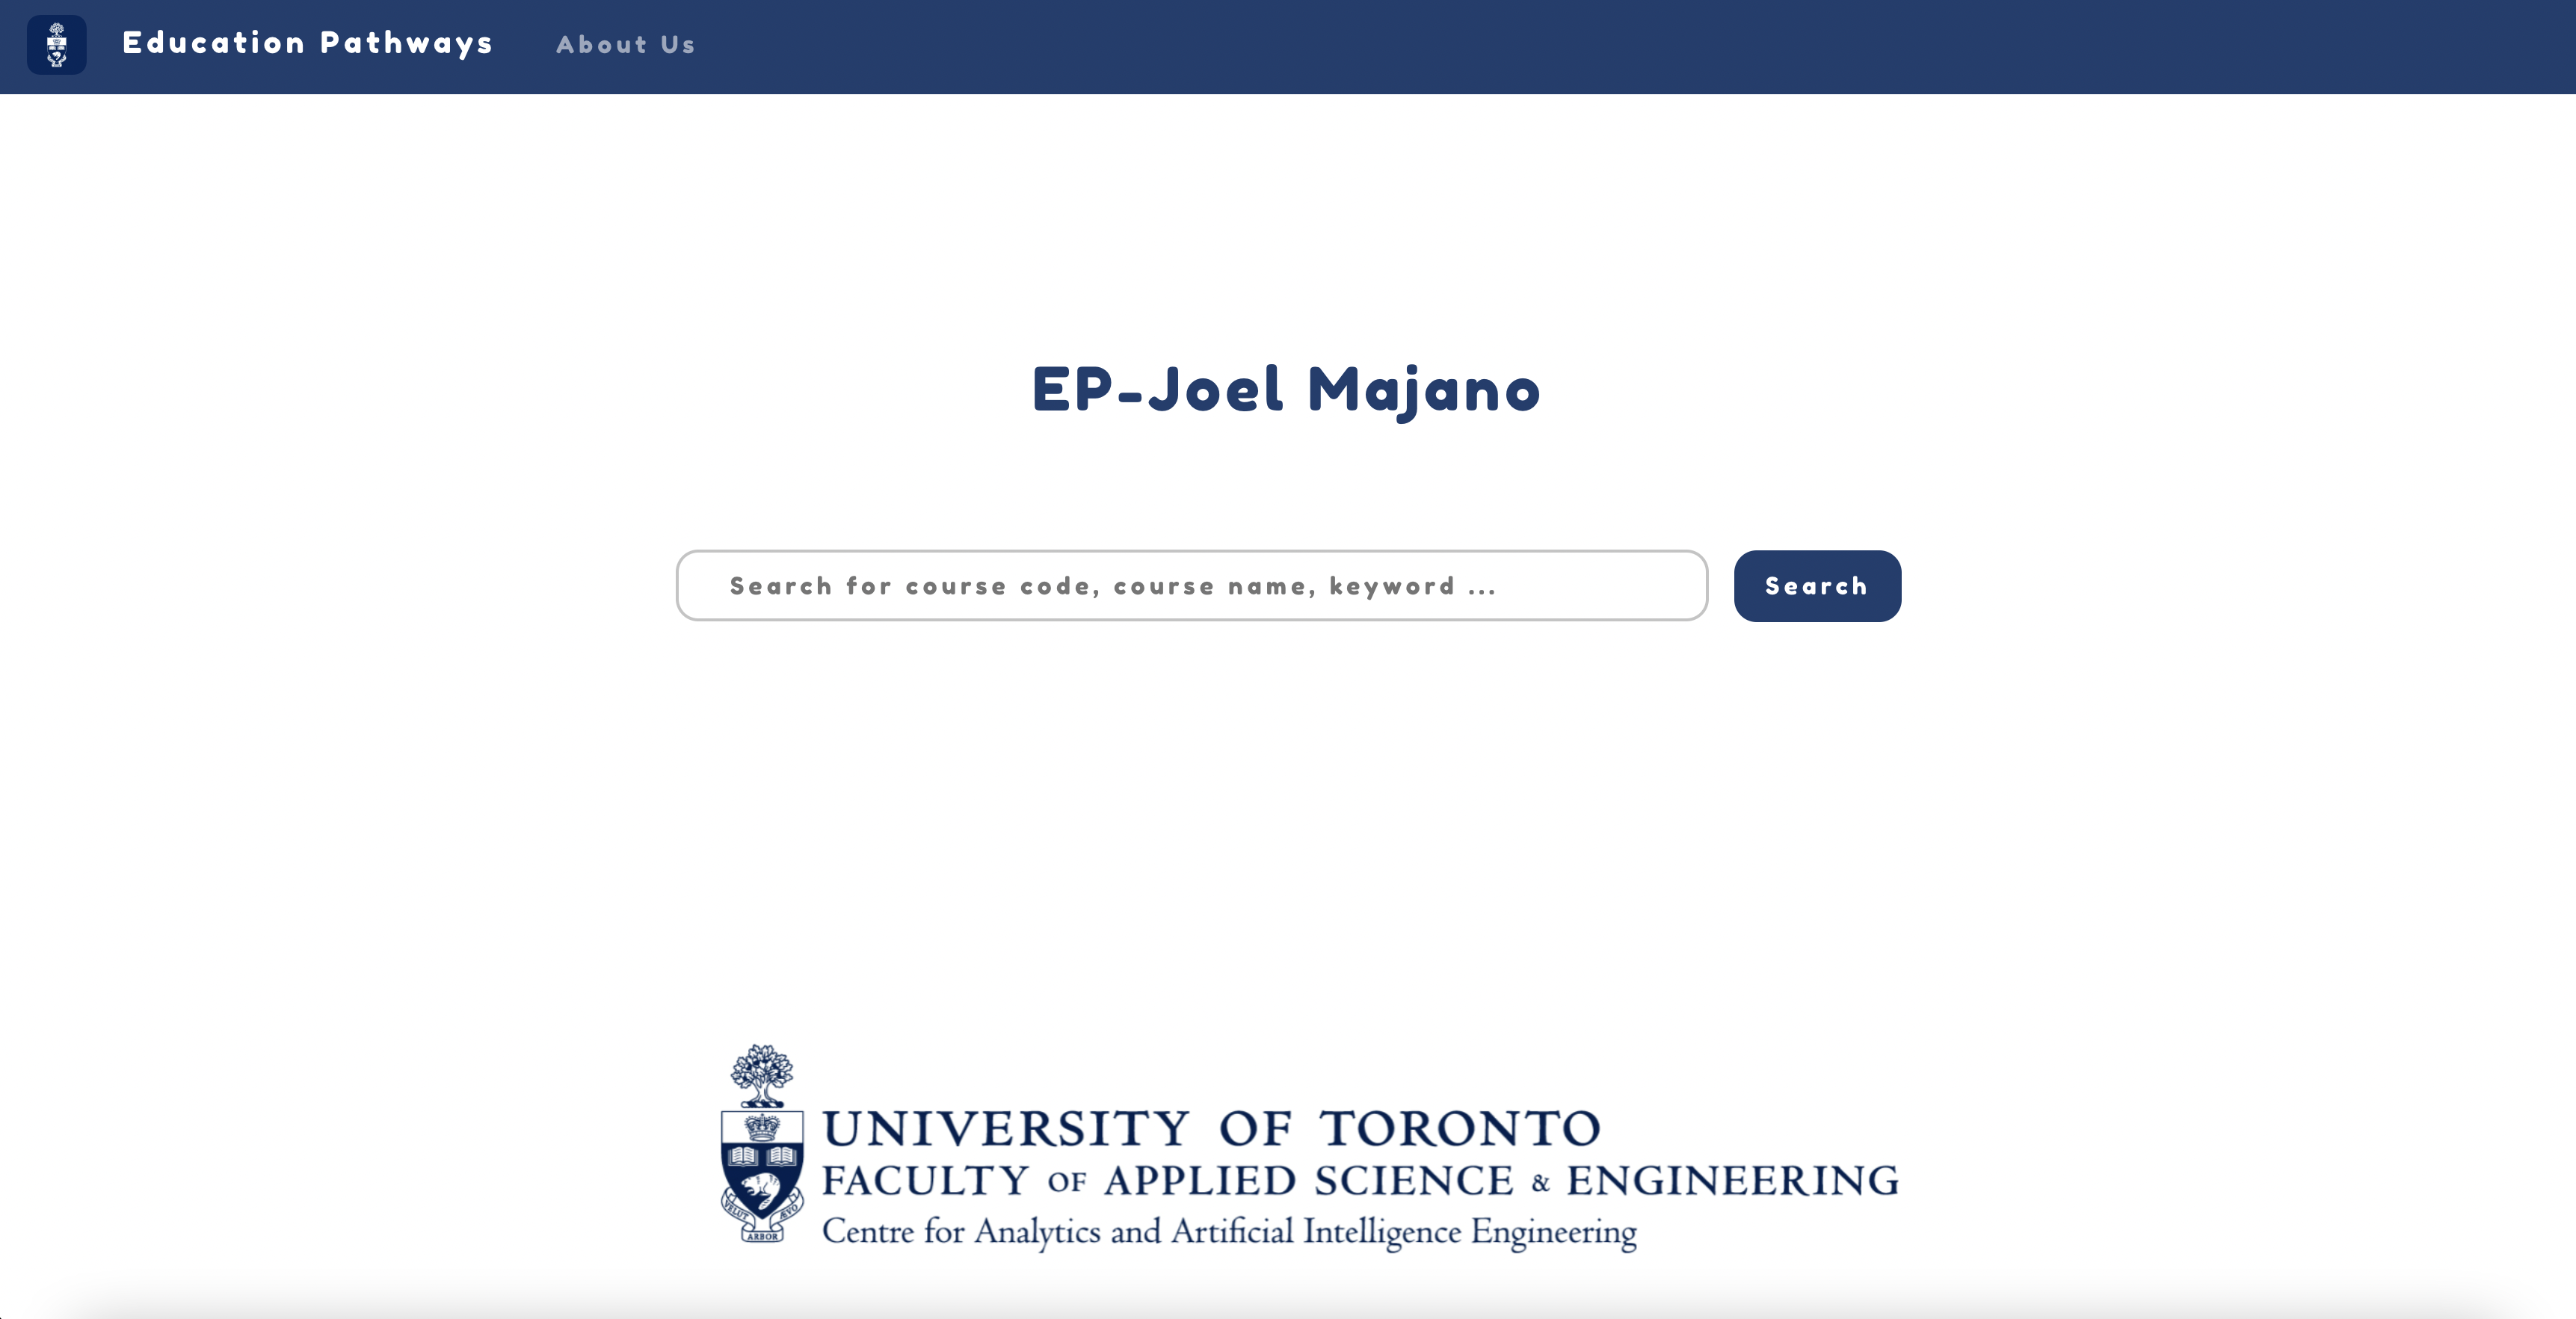 Education Pathways About Us
EP-Joel Majano
Search for course code, course name, keyword ... Search
UNIVERSITY OF TORONTO
FACULTY OF APPLIED SCIENCE & ENGINEERING
Centre for Analytics and Artificial Intelligence Engineering
VELUT ÆVO
ARBOR